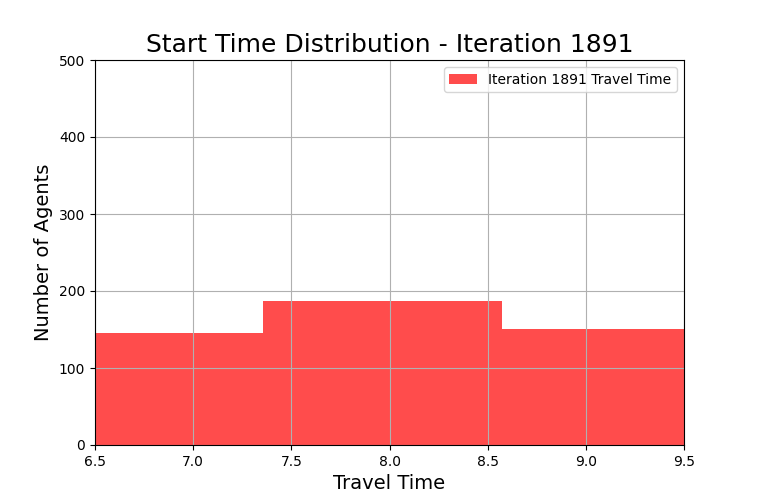 Start Time Distribution - Iteration 1891
Iteration 1891 Travel Time
Number of Agents
500
400
300
200
100
0
6.5 7.0 7.5 8.0 8.5 9.0 9.5
Travel Time